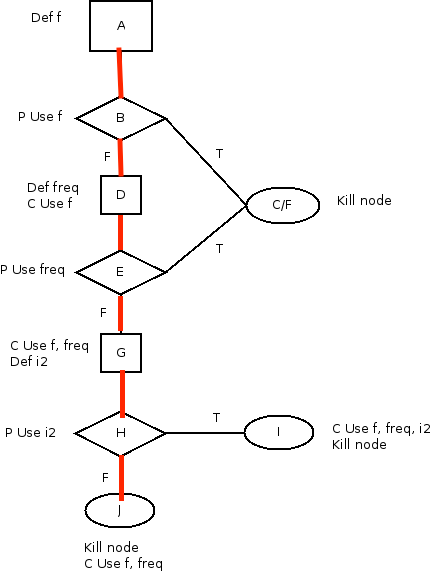 Def f
A
P Use f
B
T
F
Def freq
C Use f
D
C/F
Kill node
P Use freq
E
T
F
C Use f, freq
Def i2
G
P Use i2
H
T
I
C Use f, freq, i2
Kill node
F
J
Kill node
C Use f, freq